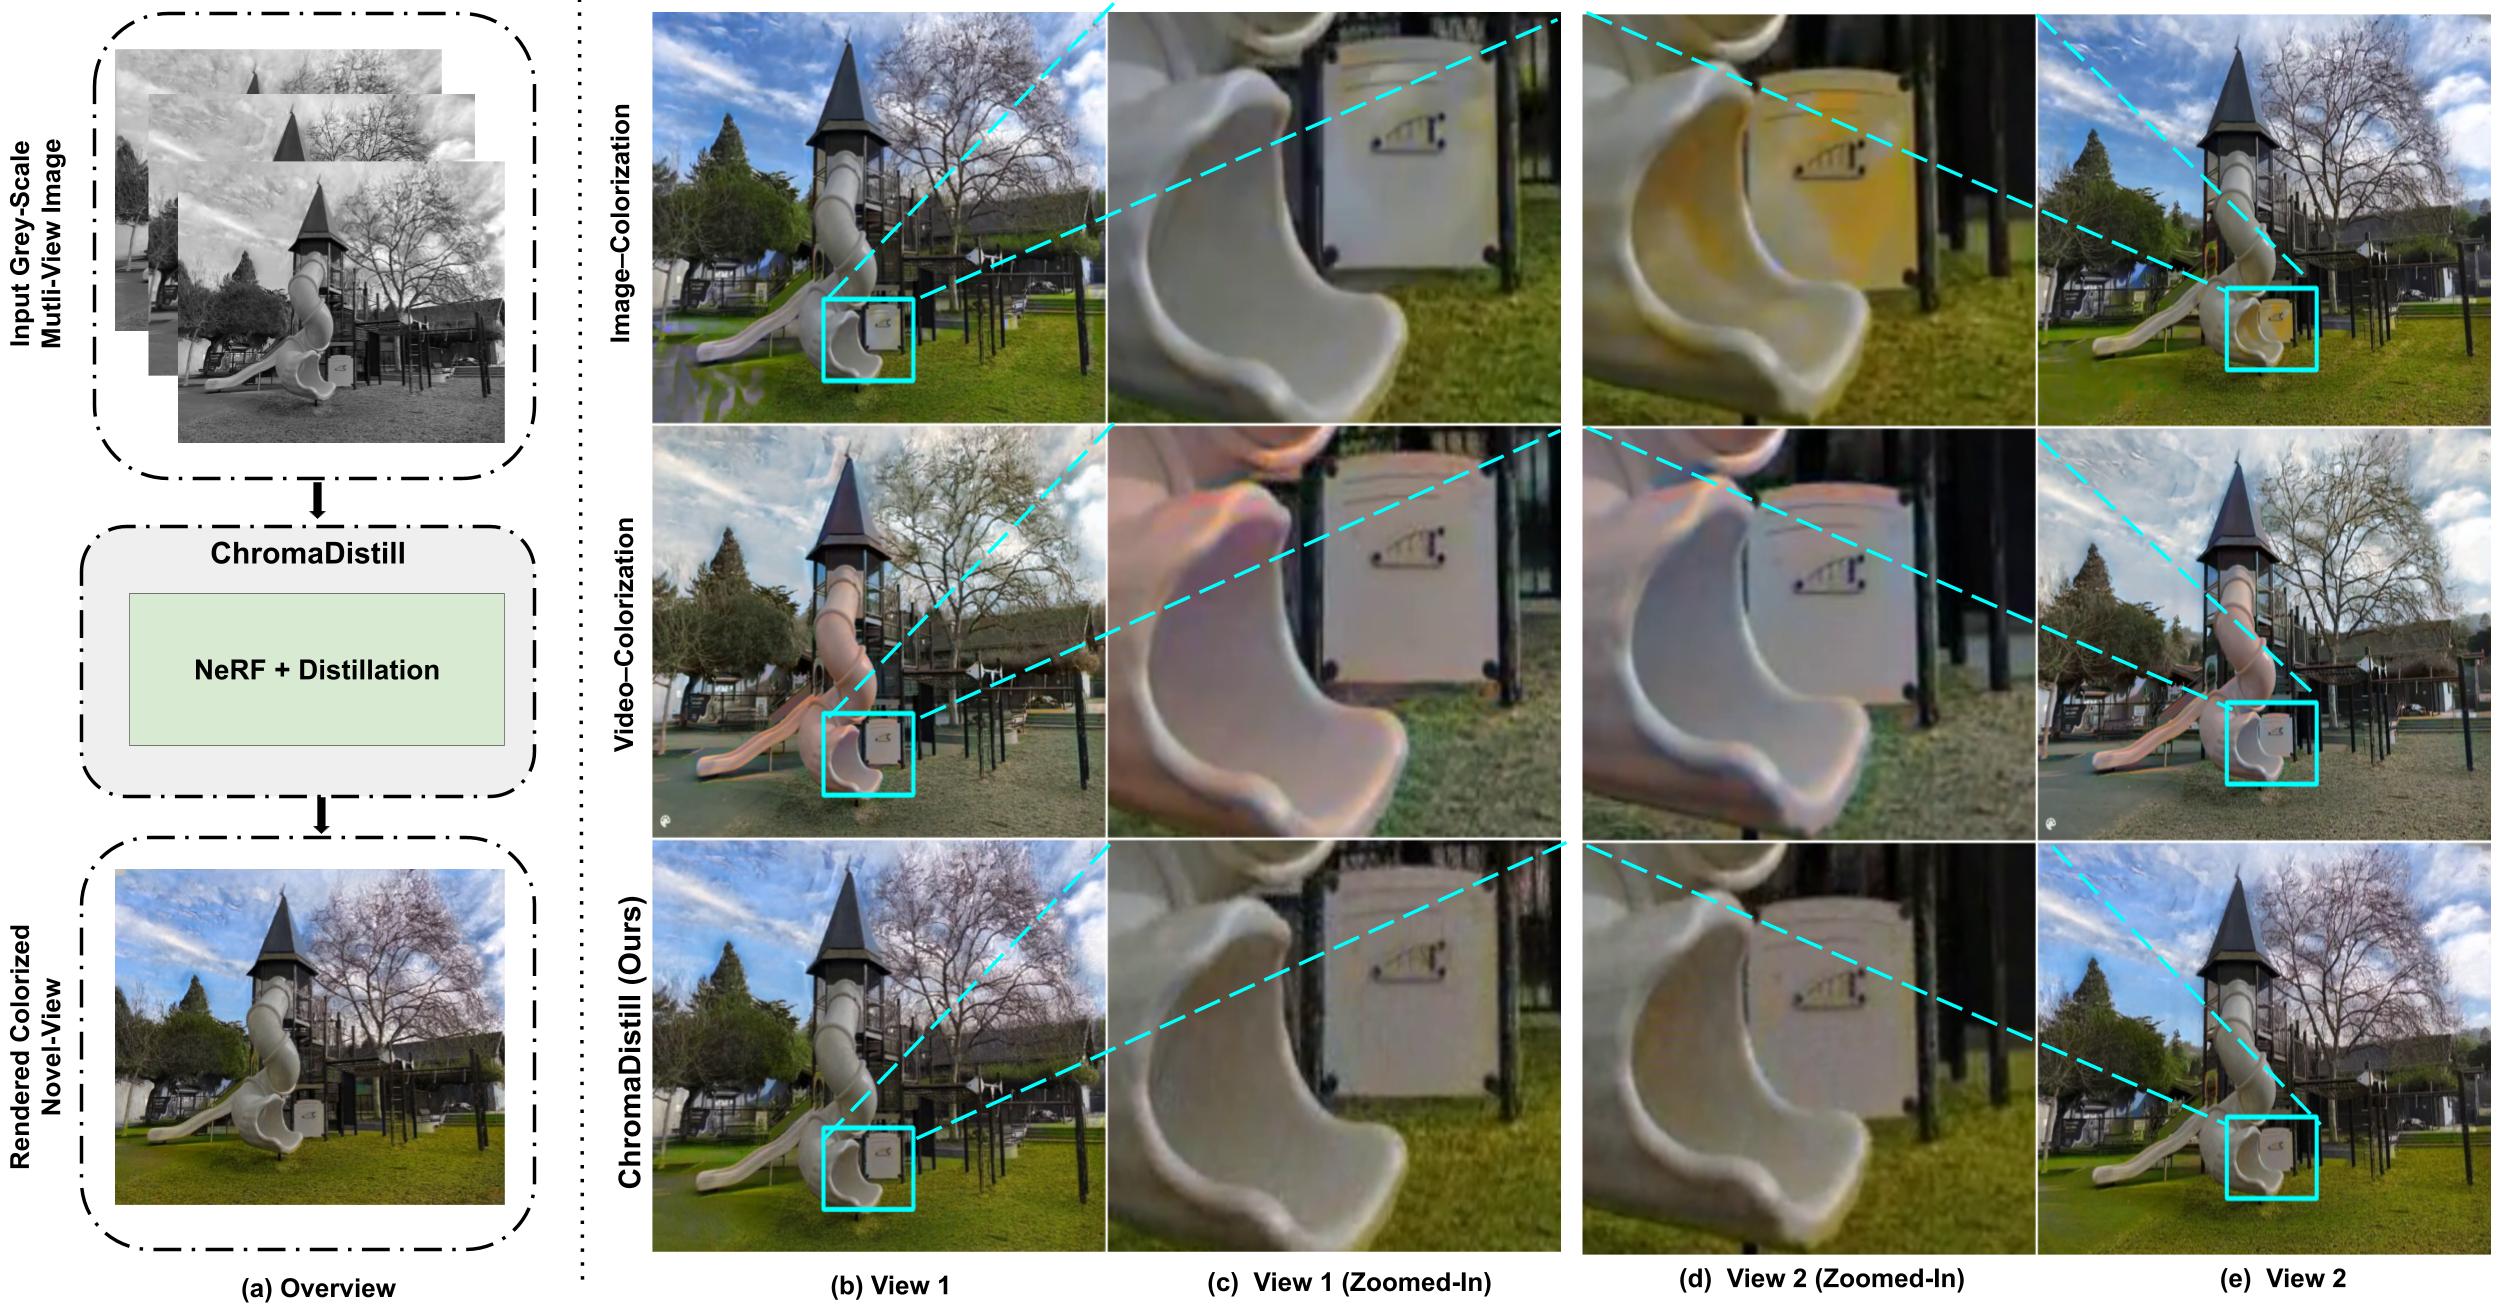 Input Grey-Scale
Mutli-View Image
ChromaDistill
NeRF + Distillation
Rendered Colorized
Novel-View
(a) Overview
Image–Colorization
Video–Colorization
ChromaDistill (Ours)
(b) View 1
(c) View 1 (Zoomed-In)
(d) View 2 (Zoomed-In)
(e) View 2